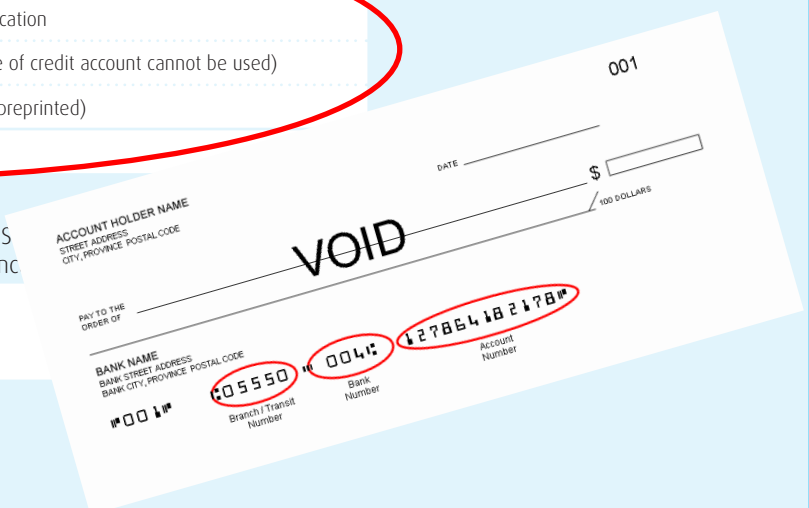 cation
e of credit account cannot be used)
preprinted)
s
nc
001
DATE
$
100 DOLLARS
ACCOUNT HOLDER NAME
STREET ADDRESS
CITY, PROVINCE POSTAL CODE
VOID
PAY TO THE
ORDER OF
BANK NAME
BANK STREET ADDRESS
BANK CITY, PROVINCE POSTAL CODE
⑈001⑈ ⑆05550 ⑉ 004⑆ 127864182178⑈
Branch / Transit
Number
Bank
Number
Account
Number